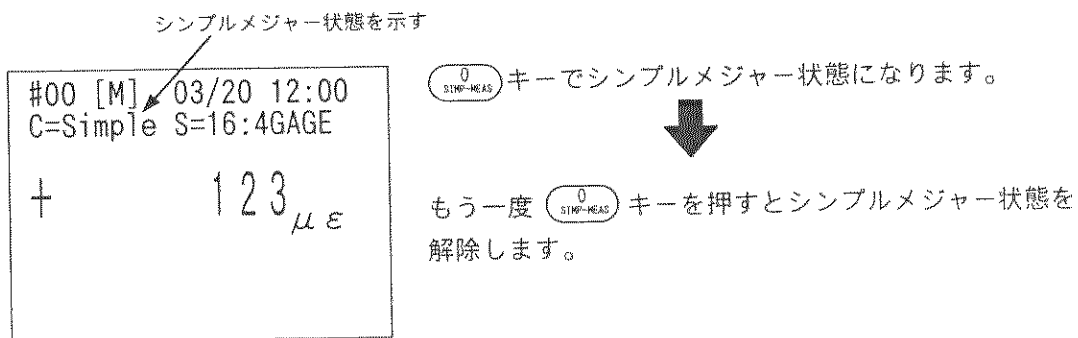 シンプルメジャー状態を示す
#00 [M] 03/20 12:00
C=Simple S=16:4GAGE
+ 123με
0
SIMP-MEAS
キーでシンプルメジャー状態になります。
もう一度
0
SIMP-MEAS
キーを押すとシンプルメジャー状態を
解除します。